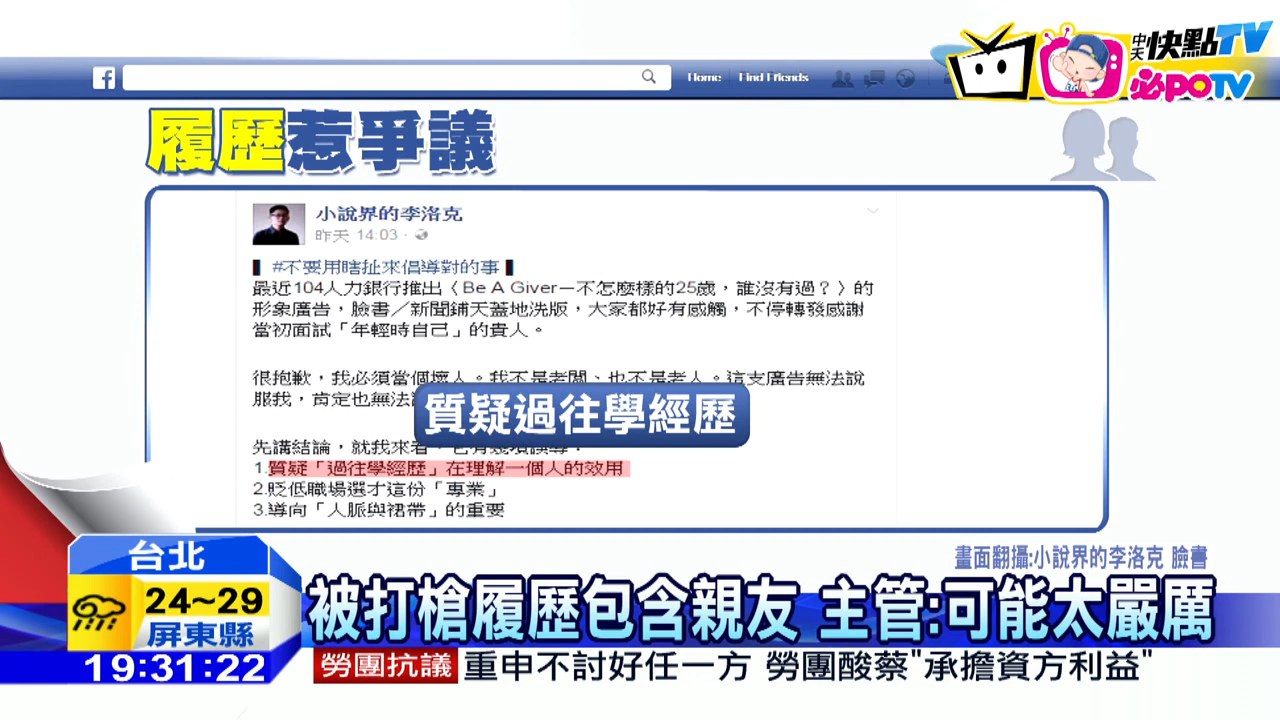 中天快點TV
必POTV
f
Home Find Friends
履歷惹爭議
小說界的李洛克
昨天 14:03
#不要用瞎扯來倡導對的事
最近104人力銀行推出〈Be A Giver—不怎麼樣的25歲,誰沒有過?〉的
形象廣告,臉書/新聞鋪天蓋地洗版,大家都好有感觸,不停轉發感謝
當初面試「年輕時自己」的貴人。
很抱歉,我必須當個壞人。我不是老闆、也不是老人。這支廣告無法說
服我,肯定也無法
質疑過往學經歷
先講結論,就我來看,它有幾項誤導:
1.質疑「過往學經歷」在理解一個人的效用
2.貶低職場選才這份「專業」
3.導向「人脈與裙帶」的重要
畫面翻攝:小說界的李洛克 臉書
台北
24~29
屏東縣
19:31:22
被打槍履歷包含親友 主管:可能太嚴厲
勞團抗議 重申不討好任一方 勞團酸蔡"承擔資方利益"